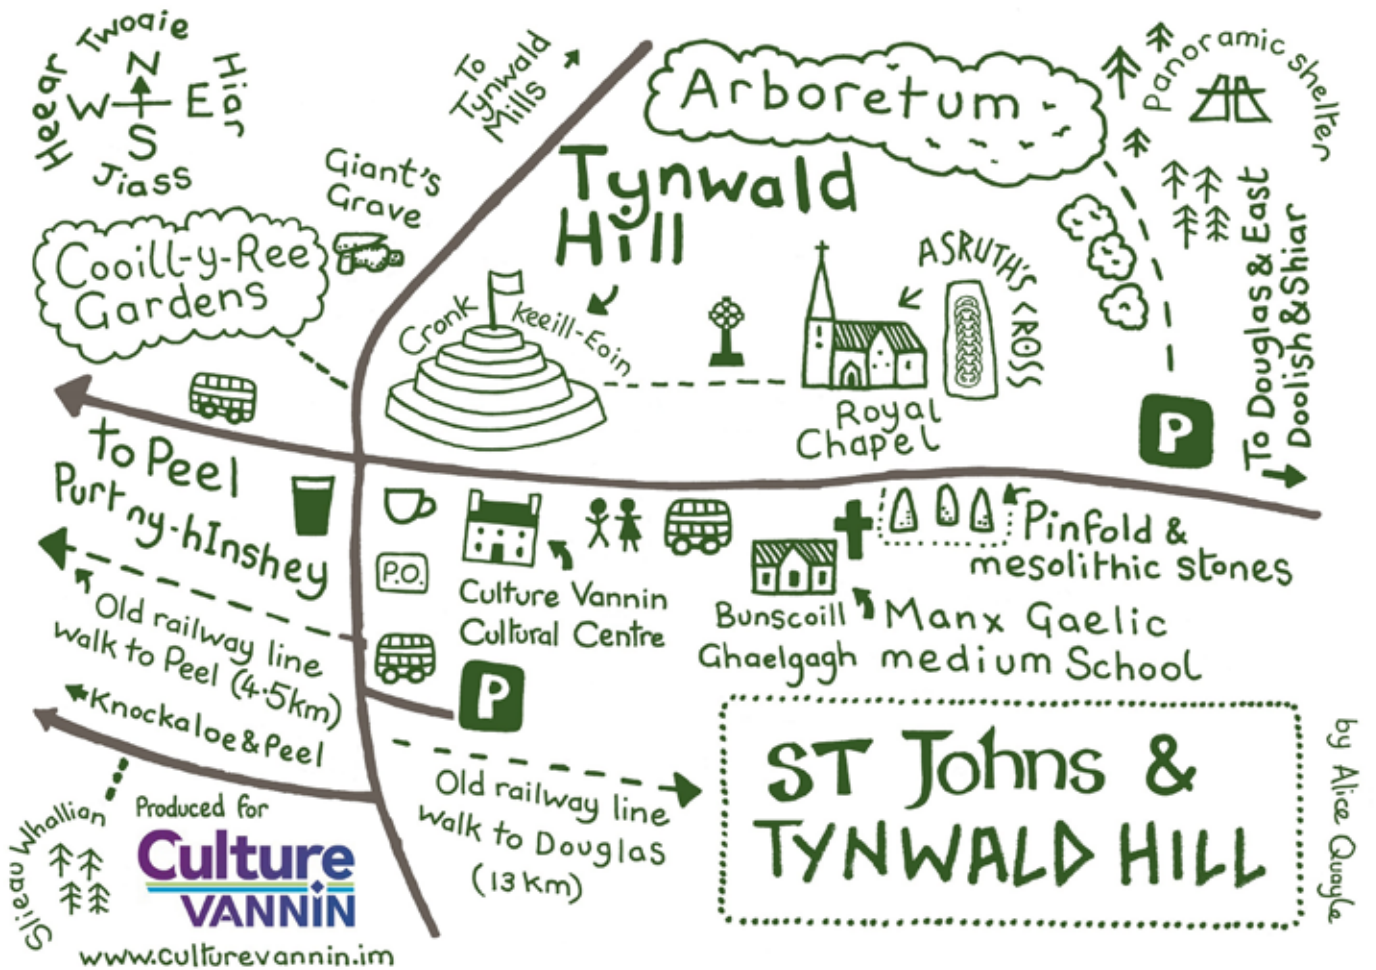 Twoaie
Heear
Hiar
N
W E
S
Jiass
To
Tynwald
Mills
Arboretum
Panoramic shelter
Giant's
Grave
Tynwald
Hill
Cooill-y-Ree
Gardens
Cronk Keeill-Eoin
ASRUTH'S CROSS
Royal
Chapel
P
To Douglas & East
Doolish & Shiar
to Peel
Purt ny-hInshey
P.O.
Culture Vannin
Cultural Centre
Pinfold &
mesolithic stones
Bunscoill
Ghaelgagh
Manx Gaelic
medium School
Old railway line
walk to Peel (4.5km)
Knockaloe & Peel
P
Old railway line
walk to Douglas
(13 km)
ST Johns &
TYNWALD HILL
by Alice Quayle
Slieau Whallian
Produced for
Culture
VANNIN
www.culturevannin.im